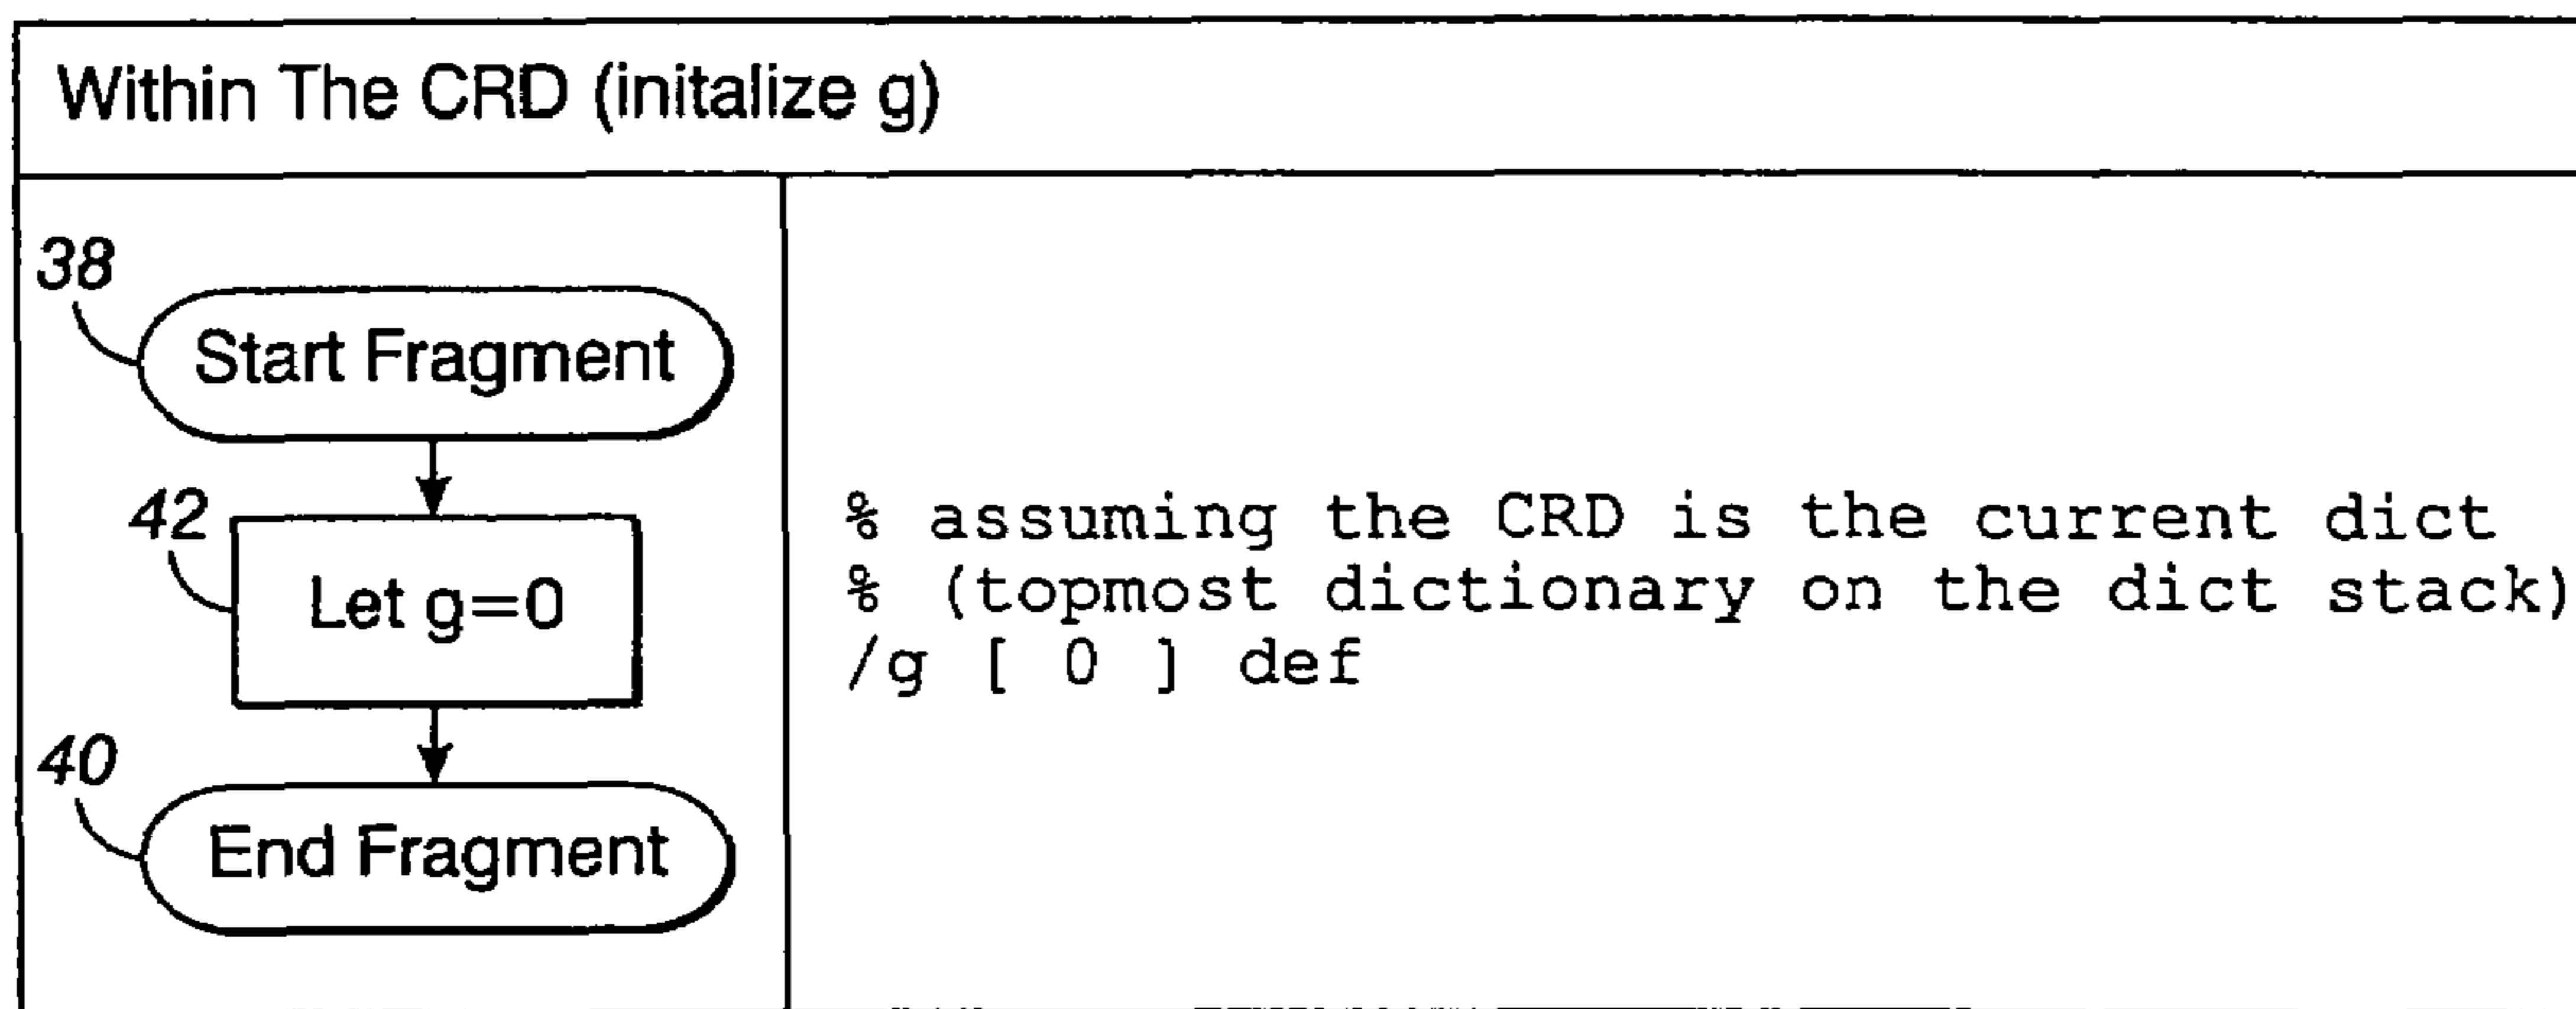 Within The CRD (initalize g)
38
Start Fragment
42
Let g=0
40
End Fragment
% assuming the CRD is the current dict
% (topmost dictionary on the dict stack)
/g [ 0 ] def